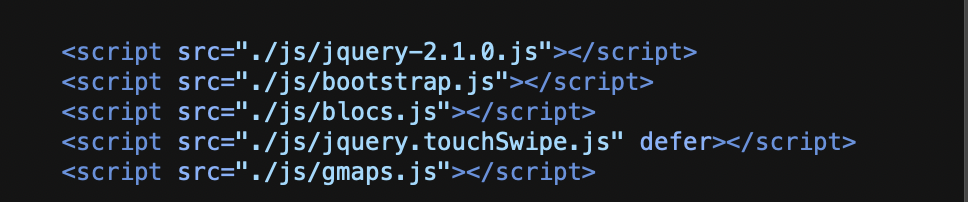 <script src="./js/jquery-2.1.0.js"></script>
<script src="./js/bootstrap.js"></script>
<script src="./js/blocs.js"></script>
<script src="./js/jquery.touchSwipe.js" defer></script>
<script src="./js/gmaps.js"></script>